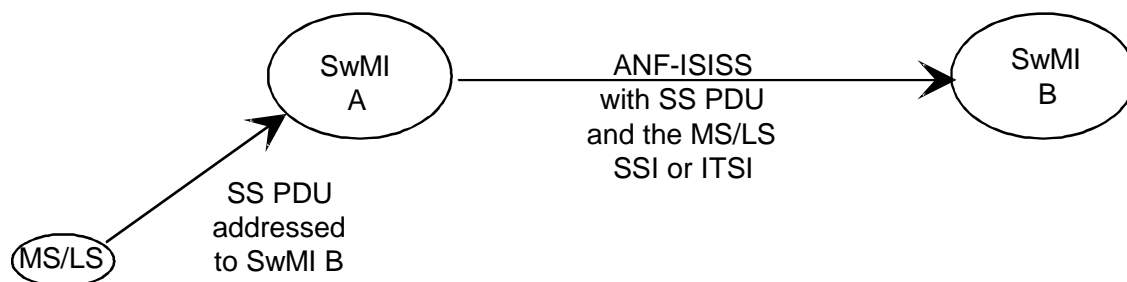 SwMI
A
ANF-ISISS
with SS PDU
and the MS/LS
SSI or ITSI
SwMI
B
SS PDU
addressed
to SwMI B
MS/LS